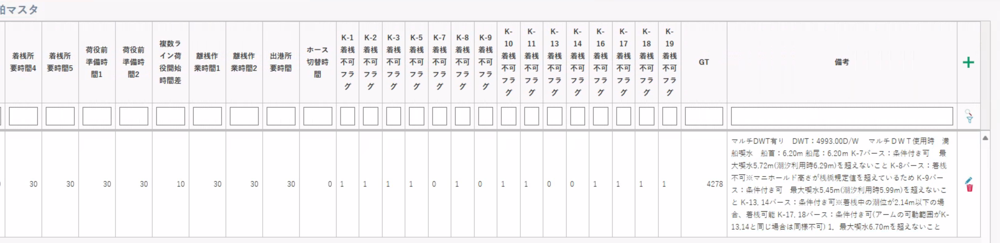 舶マスタ
着桟所要時間4
着桟所要時間5
荷役前準備時間1
荷役前準備時間2
複数ライン荷役開始時間差
離桟作業時間1
離桟作業時間2
出港所要時間
ホース切替時間
K-1着桟不可フラグ
K-2着桟不可フラグ
K-3着桟不可フラグ
K-5着桟不可フラグ
K-7着桟不可フラグ
K-8着桟不可フラグ
K-9着桟不可フラグ
K-10着桟不可フラグ
K-11着桟不可フラグ
K-13着桟不可フラグ
K-14着桟不可フラグ
K-16着桟不可フラグ
K-17着桟不可フラグ
K-18着桟不可フラグ
K-19着桟不可フラグ
GT
備考
30 30 30 30 10 30 30 30 0 1 1 1 1 0 1 0 1 1 0 0 1 1 1 1 4278
マルチDWT有り　DWT：4993.00D/W　マルチＤＷＴ使用時　満
船喫水　船首：6.20m 船尾：6.20m K-7バース：条件付き可　最
大喫水5.72m(潮汐利用時6.29m)を超えないこと K-8バース：着桟
不可※マニホールド高さが桟橋規定値を超えているため K-9バー
ス：条件付き可　最大喫水5.45m(潮汐利用時5.99m)を超えないこ
と K-13, 14バース：条件付き可※着桟中の潮位が2.14m以下の場
合、着桟可能 K-17, 18バース：条件付き可(アームの可動範囲がK-
13,14と同じ場合は同様不可) 1．最大喫水6.70mを超えないこと